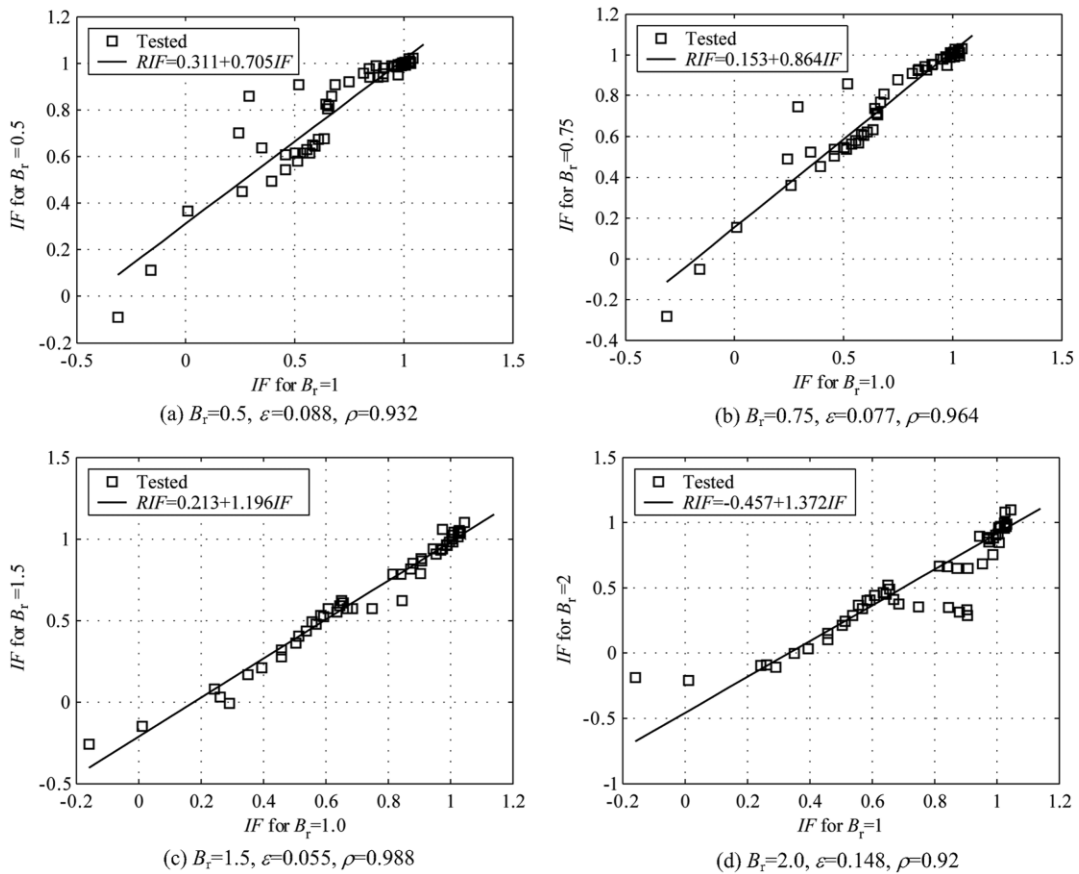 1.2
1
0.8
0.6
0.4
0.2
0
-0.2
-0.5
0
0.5
1
1.5
Tested
RIF=0.311+0.705IF
IF for Br=0.5
IF for Br=1
(a) Br=0.5, ε=0.088, ρ=0.932
1.2
1
0.8
0.6
0.4
0.2
0
-0.2
-0.4
-0.5
0
0.5
1
1.5
Tested
RIF=0.153+0.864IF
IF for Br=0.75
IF for Br=1.0
(b) Br=0.75, ε=0.077, ρ=0.964
1.5
1
0.5
0
-0.5
0
0.2
0.4
0.6
0.8
1
1.2
Tested
RIF=0.213+1.196IF
IF for Br=1.5
IF for Br=1.0
(c) Br=1.5, ε=0.055, ρ=0.988
1.5
1
0.5
0
-0.5
-1
-0.2
0
0.2
0.4
0.6
0.8
1
1.2
Tested
RIF=-0.457+1.372IF
IF for Br=2
IF for Br=1
(d) Br=2.0, ε=0.148, ρ=0.92